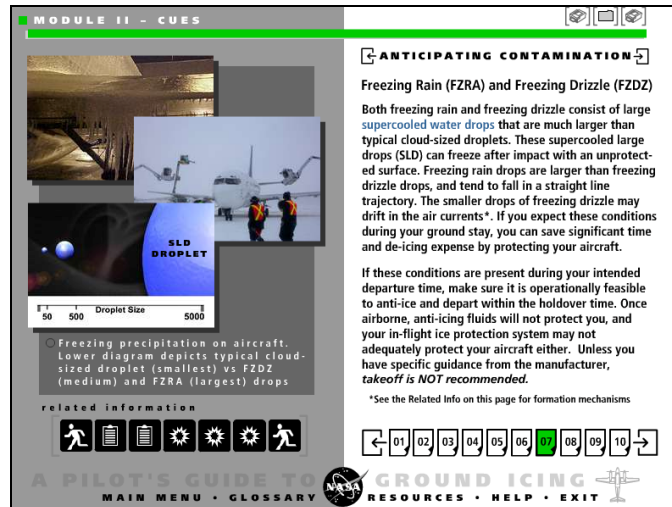 MODULE II – CUES
SLD
DROPLET
50 500 Droplet Size 5000
Freezing precipitation on aircraft.
Lower diagram depicts typical cloud-
sized droplet (smallest) vs FZDZ
(medium) and FZRA (largest) drops
related information
ANTICIPATING CONTAMINATION
Freezing Rain (FZRA) and Freezing Drizzle (FZDZ)
Both freezing rain and freezing drizzle consist of large
supercooled water drops that are much larger than
typical cloud-sized droplets. These supercooled large
drops (SLD) can freeze after impact with an unprotect-
ed surface. Freezing rain drops are larger than freezing
drizzle drops, and tend to fall in a straight line
trajectory. The smaller drops of freezing drizzle may
drift in the air currents*. If you expect these conditions
during your ground stay, you can save significant time
and de-icing expense by protecting your aircraft.
If these conditions are present during your intended
departure time, make sure it is operationally feasible
to anti-ice and depart within the holdover time. Once
airborne, anti-icing fluids will not protect you, and
your in-flight ice protection system may not
adequately protect your aircraft either. Unless you
have specific guidance from the manufacturer,
takeoff is NOT recommended.
*See the Related Info on this page for formation mechanisms
01 02 03 04 05 06 07 08 09 10
A PILOT'S GUIDE TO NASA GROUND ICING
MAIN MENU • GLOSSARY RESOURCES • HELP • EXIT